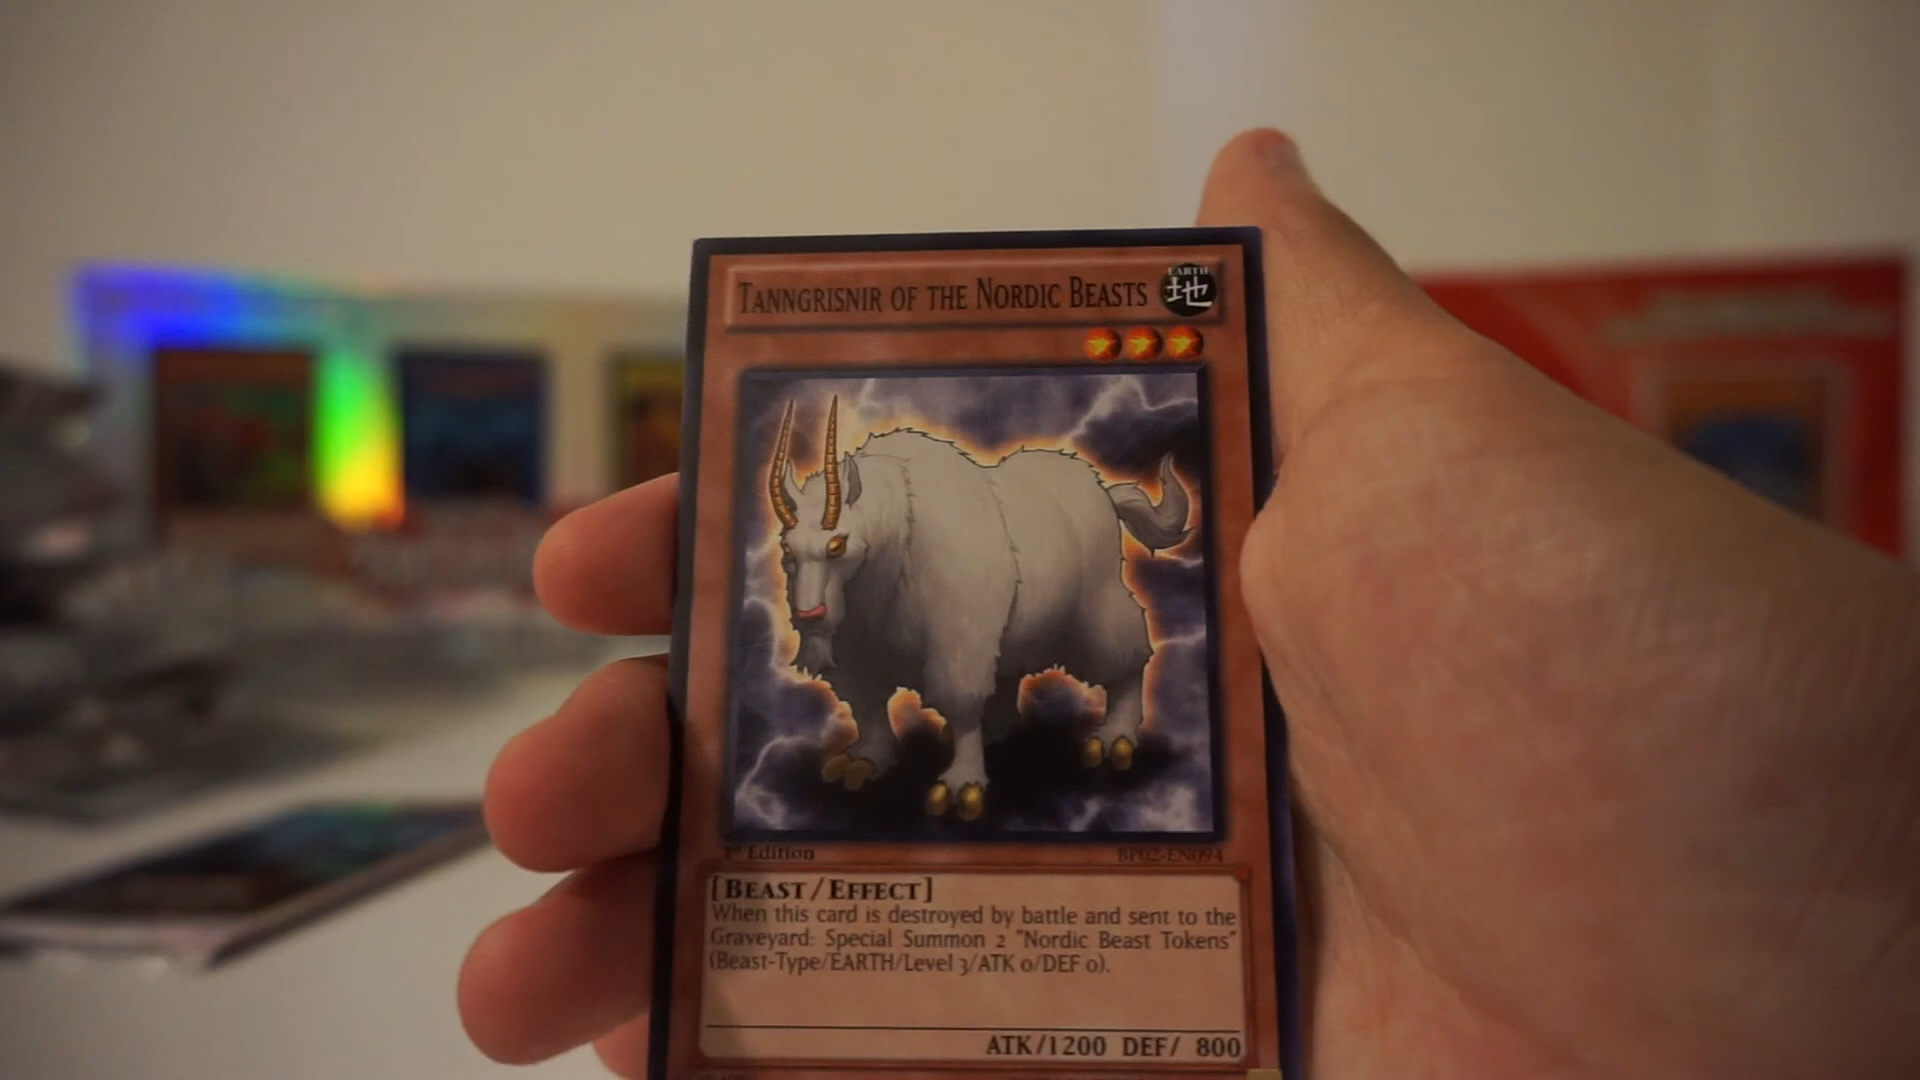 TANNGRISNIR OF THE NORDIC BEASTS
EARTH
地
1st Edition
BP02-EN094
[BEAST/EFFECT]
When this card is destroyed by battle and sent to the
Graveyard: Special Summon 2 "Nordic Beast Tokens"
(Beast-Type/EARTH/Level 3/ATK 0/DEF 0).
ATK/1200 DEF/ 800